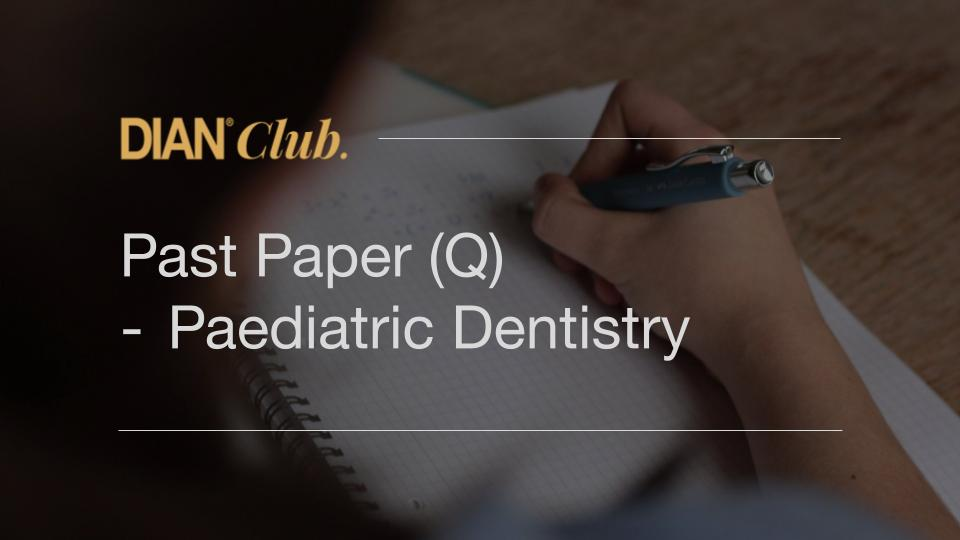 DIAN® Club.
Past Paper (Q)
- Paediatric Dentistry